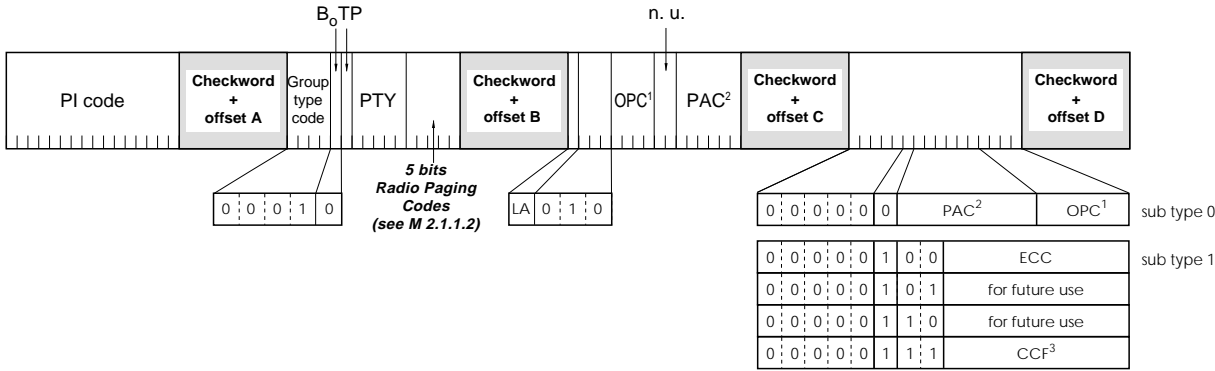 BoTP
n. u.
PI code
Checkword
+
offset A
Group
type
code
PTY
Checkword
+
offset B
OPC1
PAC2
Checkword
+
offset C
Checkword
+
offset D
5 bits
Radio Paging
Codes
(see M 2.1.1.2)
0 0 0 1 0
LA 0 1 0
0 0 0 0 0 0 PAC2 OPC1 sub type 0
0 0 0 0 0 1 0 0 ECC sub type 1
0 0 0 0 0 1 0 1 for future use
0 0 0 0 0 1 1 0 for future use
0 0 0 0 0 1 1 1 CCF3